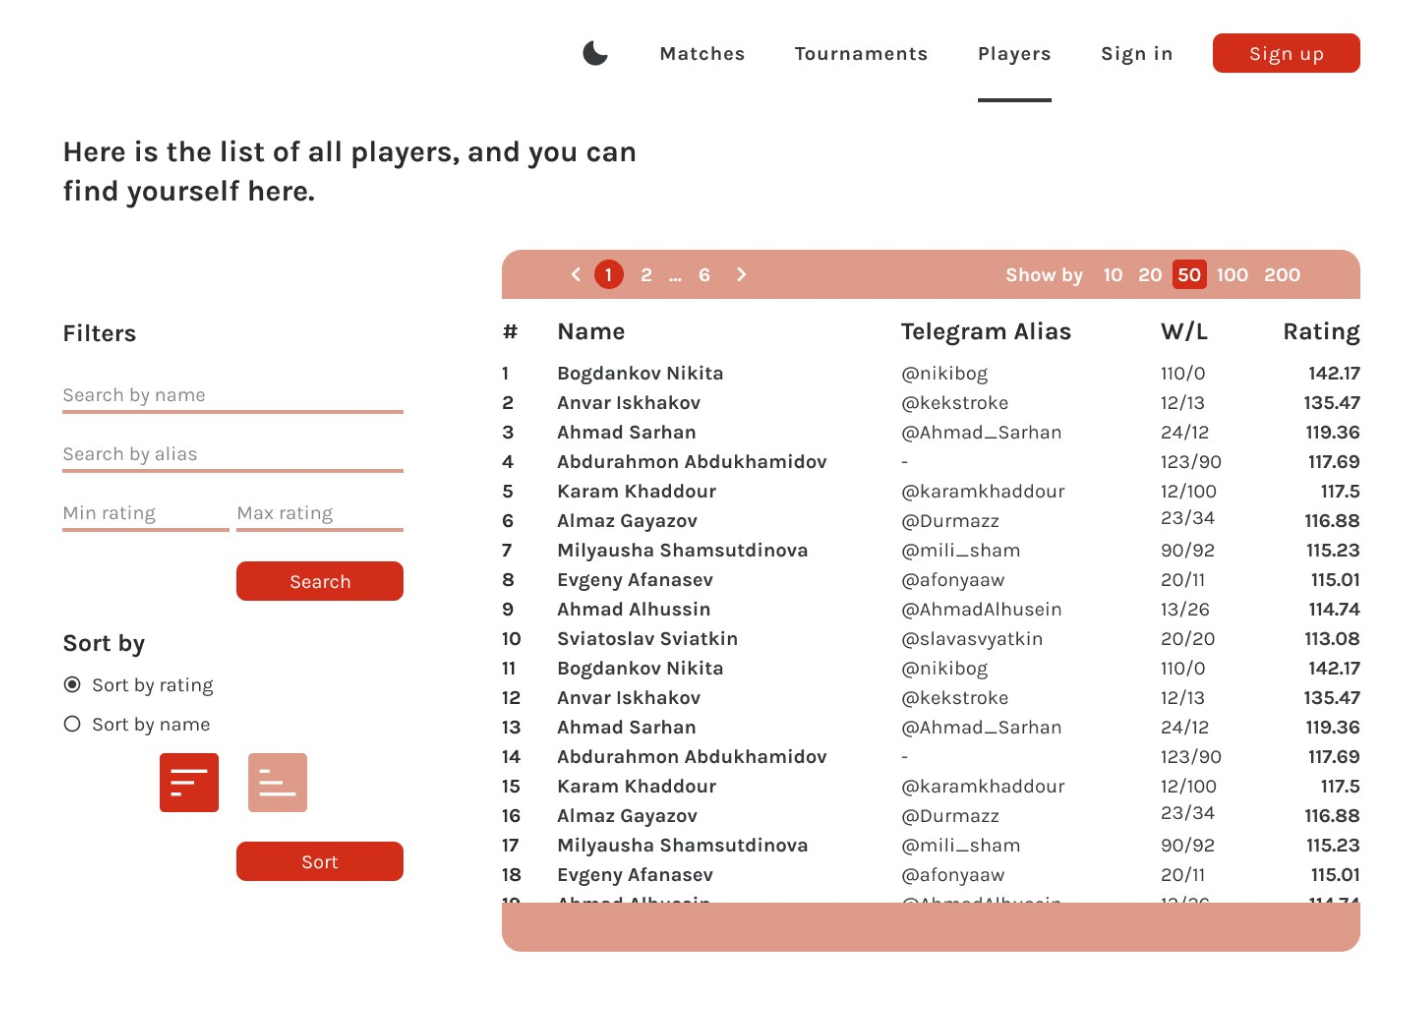 Matches Tournaments Players Sign in Sign up
Here is the list of all players, and you can
find yourself here.
1 2 ... 6 Show by 10 20 50 100 200
Filters
Search by name
Search by alias
Min rating Max rating
Search
Sort by
Sort by rating
Sort by name
Sort
# Name Telegram Alias W/L Rating
1 Bogdankov Nikita @nikibog 110/0 142.17
2 Anvar Iskhakov @kekstroke 12/13 135.47
3 Ahmad Sarhan @Ahmad_Sarhan 24/12 119.36
4 Abdurahmon Abdukhamidov - 123/90 117.69
5 Karam Khaddour @karamkhaddour 12/100 117.5
6 Almaz Gayazov @Durmazz 23/34 116.88
7 Milyausha Shamsutdinova @mili_sham 90/92 115.23
8 Evgeny Afanasev @afonyaaw 20/11 115.01
9 Ahmad Alhussin @AhmadAlhusein 13/26 114.74
10 Sviatoslav Sviatkin @slavasvyatkin 20/20 113.08
11 Bogdankov Nikita @nikibog 110/0 142.17
12 Anvar Iskhakov @kekstroke 12/13 135.47
13 Ahmad Sarhan @Ahmad_Sarhan 24/12 119.36
14 Abdurahmon Abdukhamidov - 123/90 117.69
15 Karam Khaddour @karamkhaddour 12/100 117.5
16 Almaz Gayazov @Durmazz 23/34 116.88
17 Milyausha Shamsutdinova @mili_sham 90/92 115.23
18 Evgeny Afanasev @afonyaaw 20/11 115.01